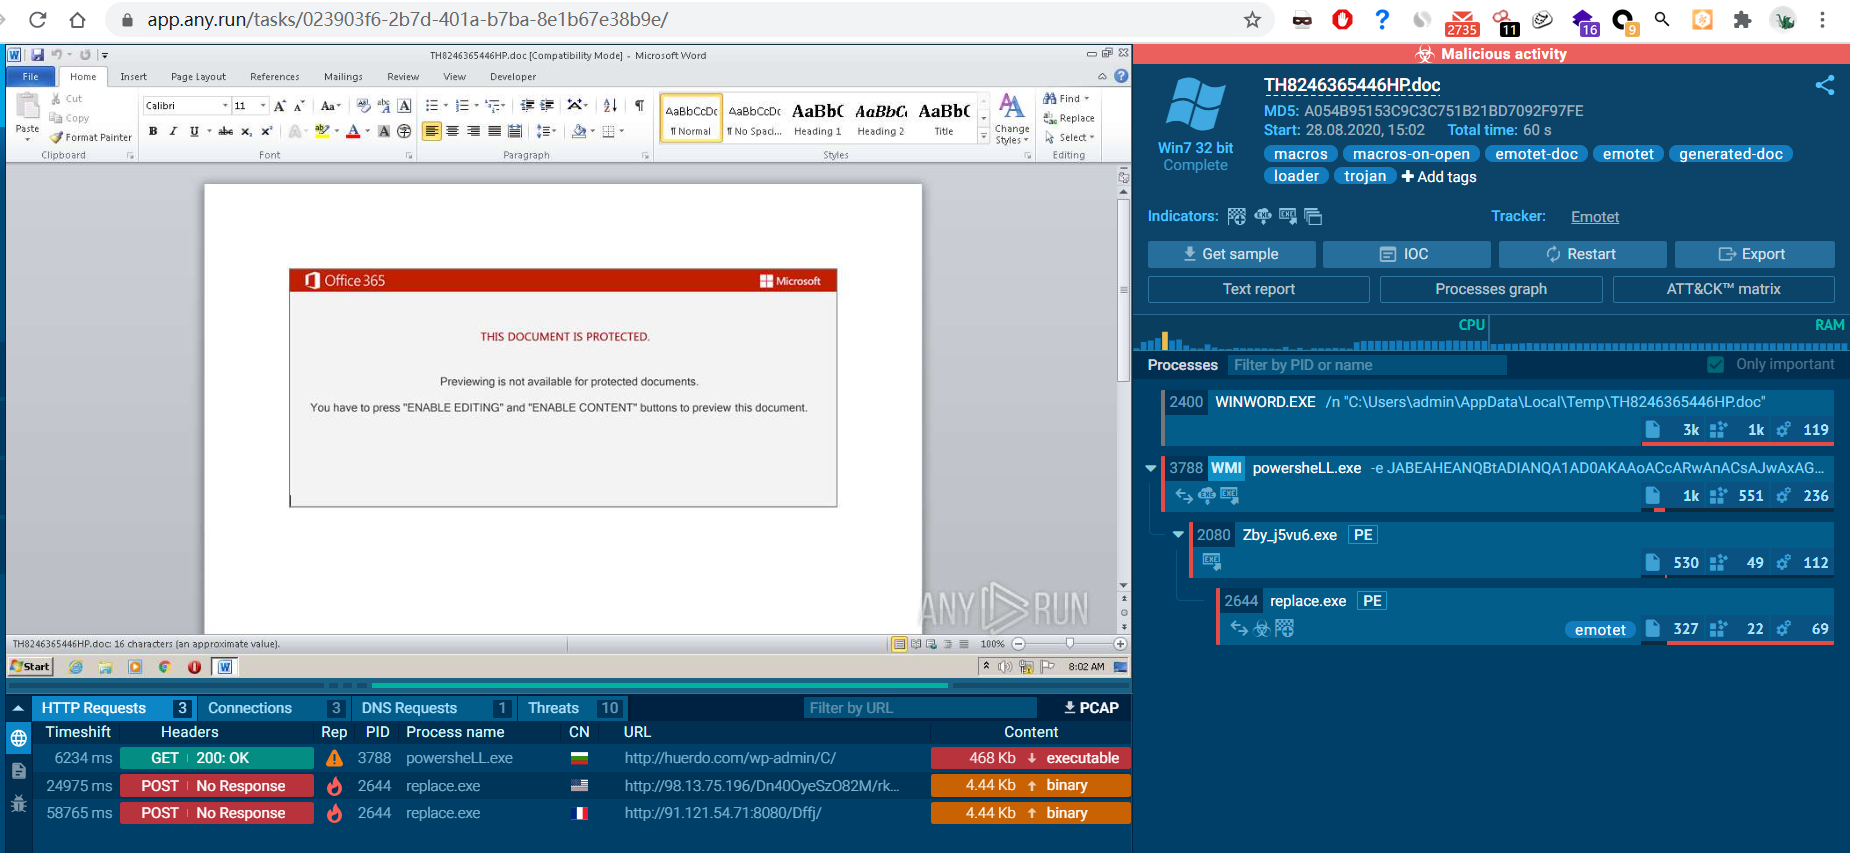 app.any.run/tasks/023903f6-2b7d-401a-b7ba-8e1b67e38b9e/
2735
11
16
9
TH8246365446HP.doc [Compatibility Mode] - Microsoft Word
File Home Insert Page Layout References Mailings Review View Developer
Paste
Cut
Copy
Format Painter
Calibri 11
AaBbCcDc AaBbCcDc AaBbC AaBbCc AaBbC
¶ Normal ¶ No Spaci... Heading 1 Heading 2 Title
Change Styles
Find
Replace
Select
Clipboard Font Paragraph Styles Editing
Office 365
Microsoft
THIS DOCUMENT IS PROTECTED.
Previewing is not available for protected documents.
You have to press "ENABLE EDITING" and "ENABLE CONTENT" buttons to preview this document.
ANY RUN
TH8246365446HP.doc: 16 characters (an approximate value).
100%
Start
8:02 AM
HTTP Requests 3 Connections 3 DNS Requests 1 Threats 10 Filter by URL PCAP
Timeshift Headers Rep PID Process name CN URL Content
6234 ms GET 200: OK 3788 powersheLL.exe http://huerdo.com/wp-admin/C/ 468 Kb executable
24975 ms POST No Response 2644 replace.exe http://98.13.75.196/Dn40OyeSzO82M/rk... 4.44 Kb binary
58765 ms POST No Response 2644 replace.exe http://91.121.54.71:8080/Dffj/ 4.44 Kb binary
Malicious activity
Win7 32 bit
Complete
TH8246365446HP.doc
MD5: A054B95153C9C3C751B21BD7092F97FE
Start: 28.08.2020, 15:02 Total time: 60 s
macros macros-on-open emotet-doc emotet generated-doc
loader trojan + Add tags
Indicators: Tracker: Emotet
Get sample IOC Restart Export
Text report Processes graph ATT&CK™ matrix
CPU RAM
Processes Filter by PID or name Only important
2400 WINWORD.EXE /n "C:\Users\admin\AppData\Local\Temp\TH8246365446HP.doc"
3k 1k 119
3788 WMI powersheLL.exe -e JABEAHEANQBtADIANQA1AD0AKAAoACcARwAnACsAJwAxAG...
1k 551 236
2080 Zby_j5vu6.exe PE
530 49 112
2644 replace.exe PE
emotet 327 22 69